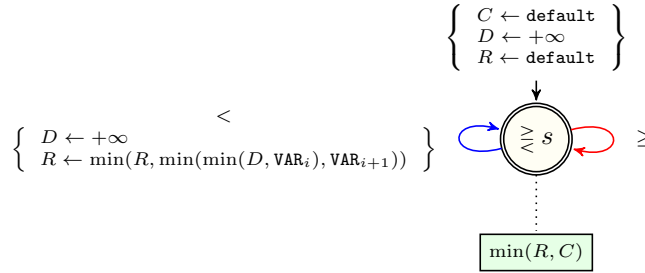 C ← default
D ← +∞
R ← default
<
D ← +∞
R ← min(R, min(min(D, VAR_i), VAR_{i+1}))
≥
≤ s
≥
min(R, C)